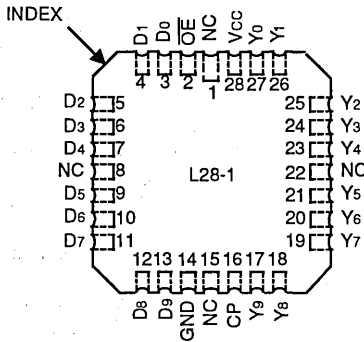 INDEX
D1 D0 OE NC VCC Y0 Y1
4 3 2 1 28 27 26
D2 5 25 Y2
D3 6 24 Y3
D4 7 23 Y4
NC 8 L28-1 22 NC
D5 9 21 Y5
D6 10 20 Y6
D7 11 19 Y7
12 13 14 15 16 17 18
D8 D9 GND NC CP Y9 Y8